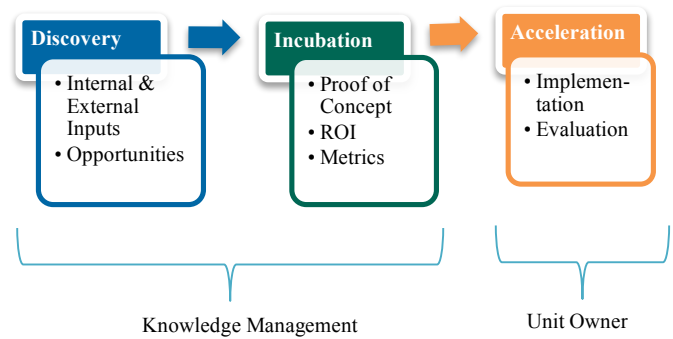 Discovery
• Internal &
External
Inputs
• Opportunities
Incubation
• Proof of
Concept
• ROI
• Metrics
Acceleration
• Implemen-
tation
• Evaluation
Knowledge Management
Unit Owner